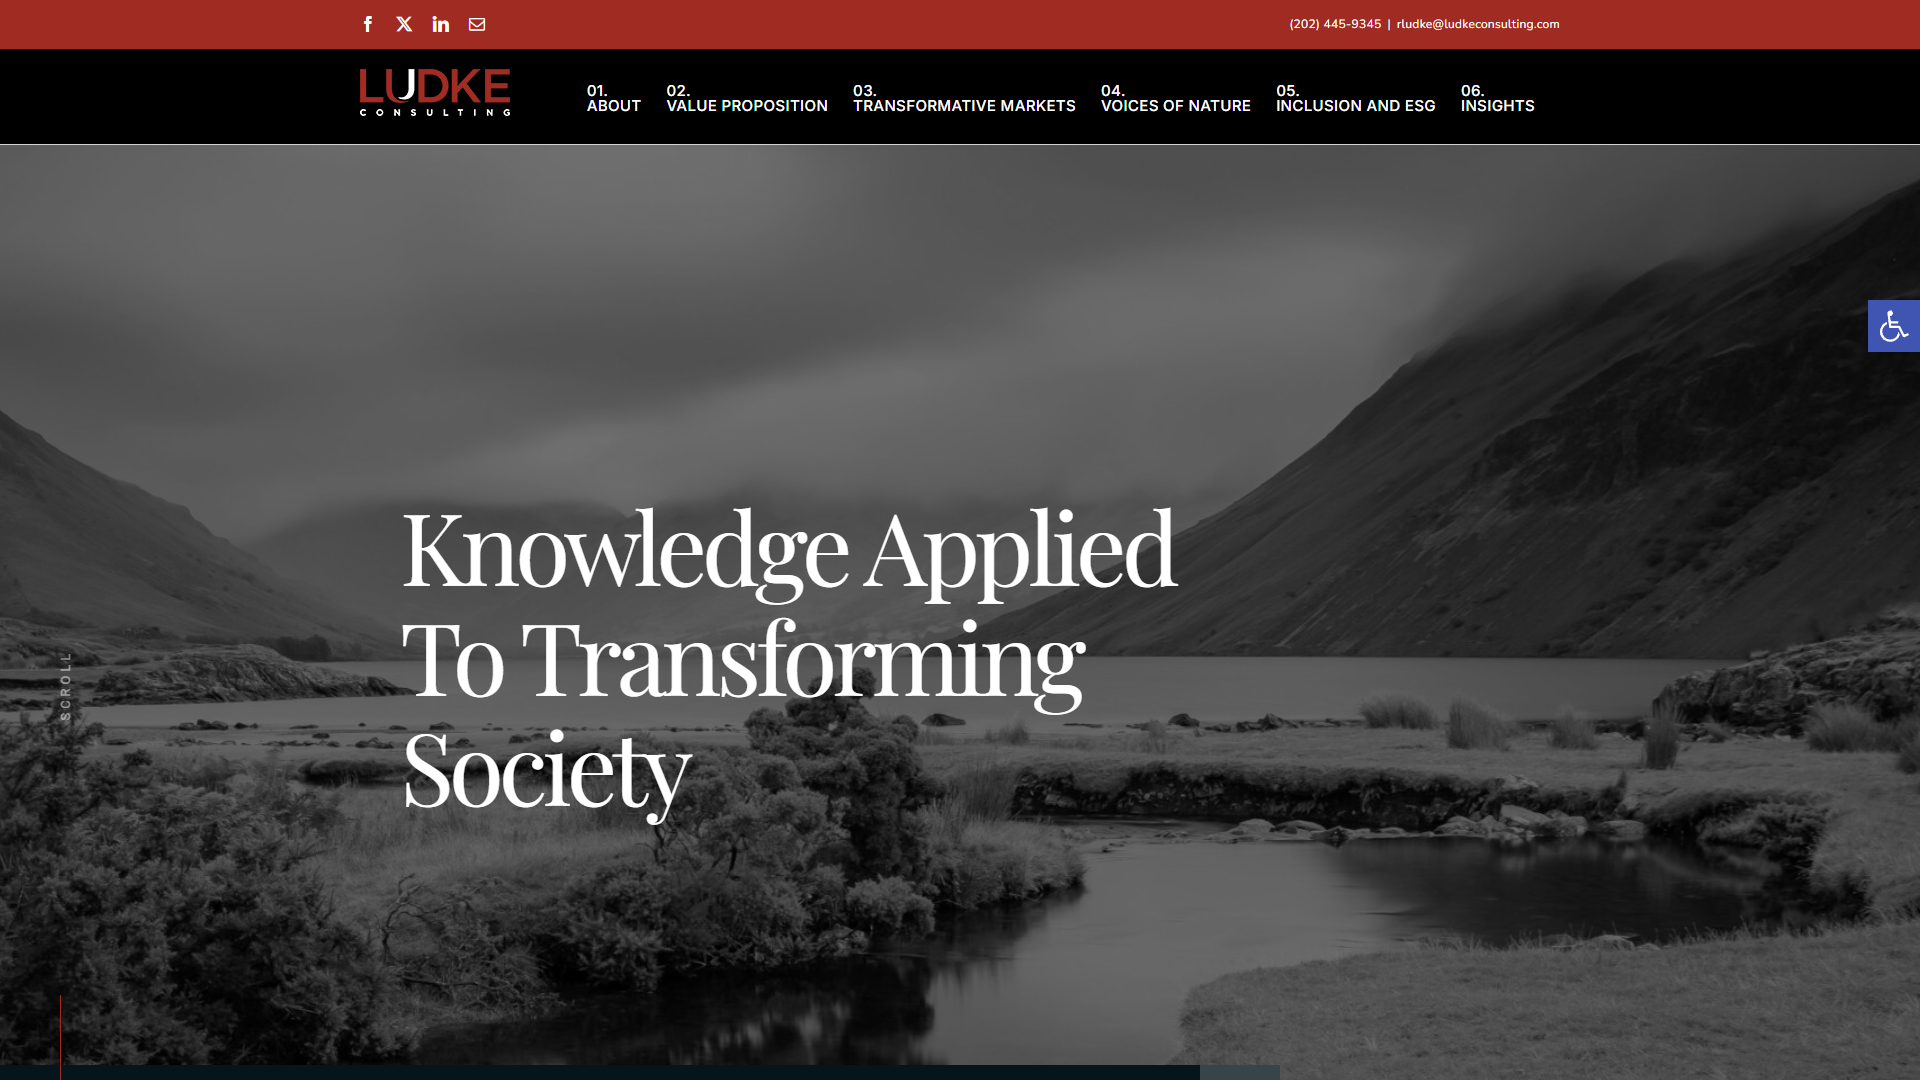 (202) 445-9345 | rludke@ludkeconsulting.com
LUDKE
CONSULTING
01.
ABOUT
02.
VALUE PROPOSITION
03.
TRANSFORMATIVE MARKETS
04.
VOICES OF NATURE
05.
INCLUSION AND ESG
06.
INSIGHTS
Knowledge Applied
To Transforming
Society
SCROLL